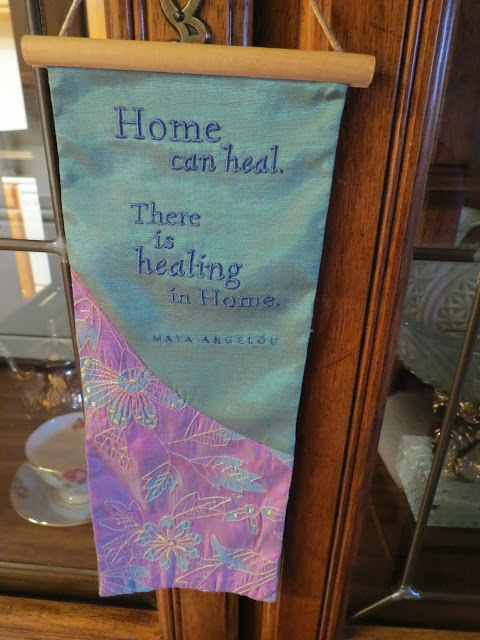 Home
can heal.
There
is
healing
in Home.
MAYA ANGELOU